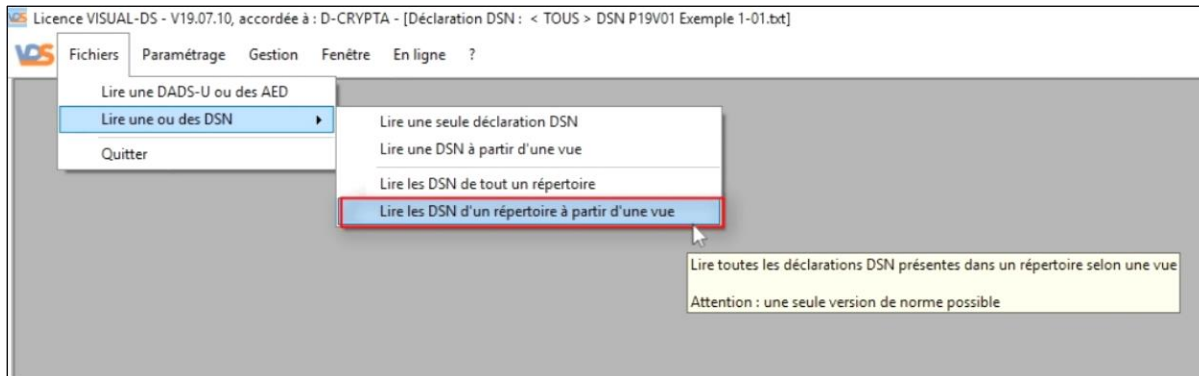 Licence VISUAL-DS - V19.07.10, accordée à : D-CRYPTA - [Déclaration DSN : < TOUS > DSN P19V01 Exemple 1-01.txt]
VDS Fichiers Paramétrage Gestion Fenêtre En ligne ?
Lire une DADS-U ou des AED
Lire une ou des DSN
Quitter
Lire une seule déclaration DSN
Lire une DSN à partir d'une vue
Lire les DSN de tout un répertoire
Lire les DSN d'un répertoire à partir d'une vue
Lire toutes les déclarations DSN présentes dans un répertoire selon une vue
Attention : une seule version de norme possible